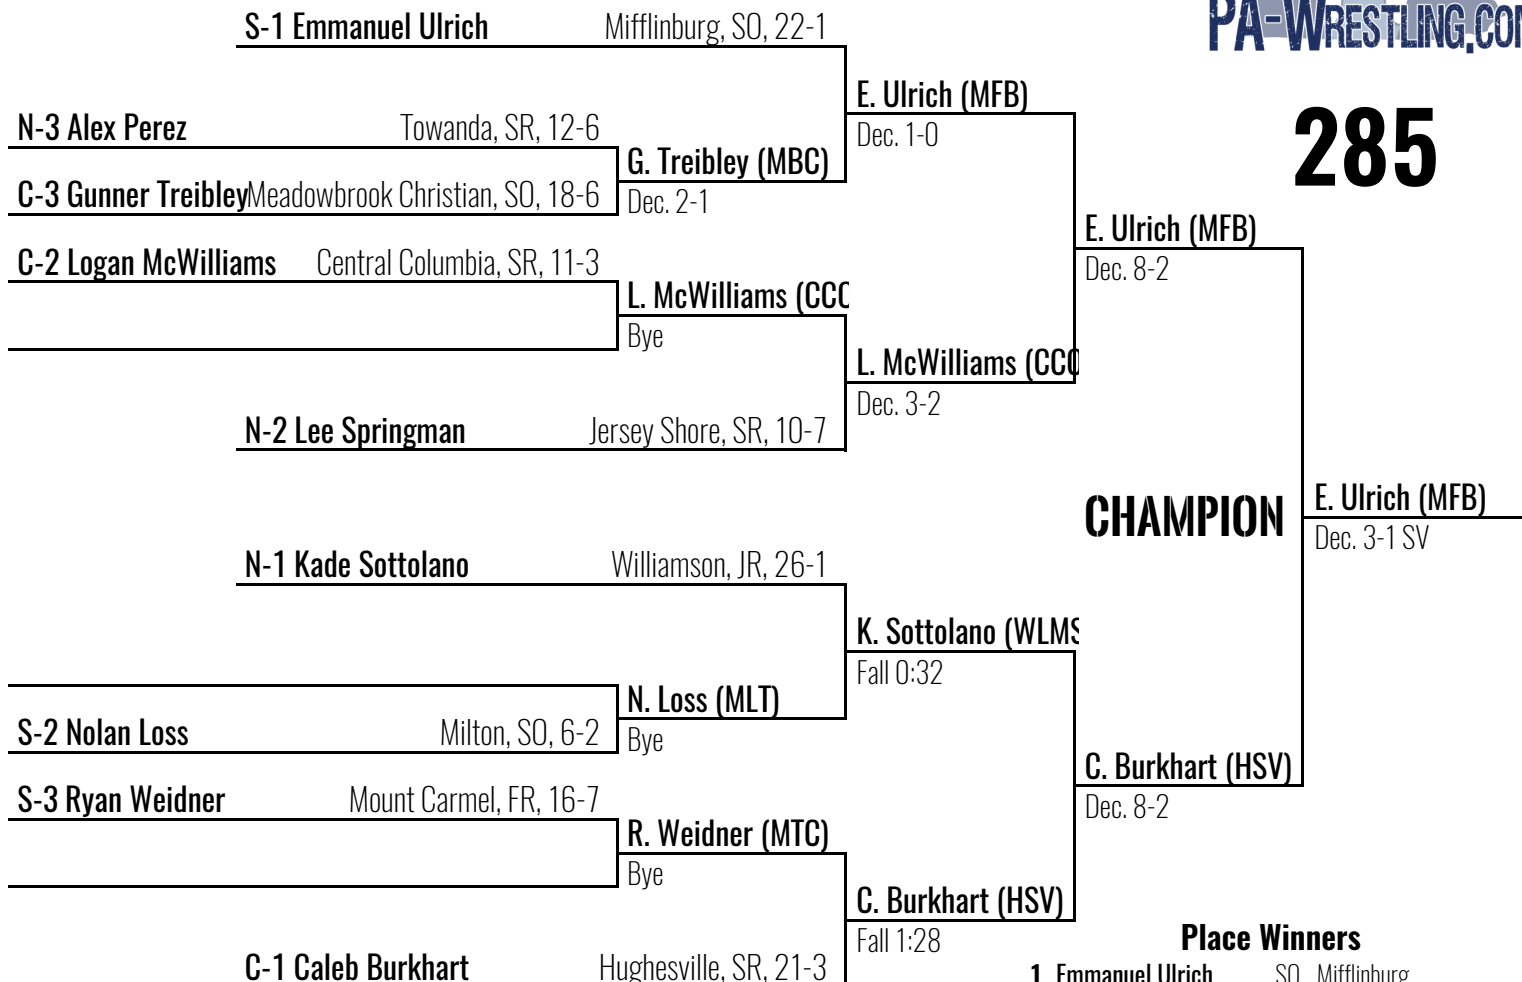 S-1 Emmanuel Ulrich Mifflinburg, SO, 22-1
PA-WRESTLING.COM
E. Ulrich (MFB)
Dec. 1-0
285
N-3 Alex Perez Towanda, SR, 12-6
G. Treibley (MBC)
Dec. 2-1
C-3 Gunner Treibley Meadowbrook Christian, SO, 18-6
E. Ulrich (MFB)
Dec. 8-2
C-2 Logan McWilliams Central Columbia, SR, 11-3
L. McWilliams (CCC
Bye
L. McWilliams (CCC
Dec. 3-2
N-2 Lee Springman Jersey Shore, SR, 10-7
CHAMPION
E. Ulrich (MFB)
Dec. 3-1 SV
N-1 Kade Sottolano Williamson, JR, 26-1
K. Sottolano (WLMS
Fall 0:32
N. Loss (MLT)
Bye
S-2 Nolan Loss Milton, SO, 6-2
C. Burkhart (HSV)
Dec. 8-2
S-3 Ryan Weidner Mount Carmel, FR, 16-7
R. Weidner (MTC)
Bye
C. Burkhart (HSV)
Fall 1:28
C-1 Caleb Burkhart Hughesville, SR, 21-3
Place Winners
1 Emmanuel Ulrich SO Mifflinburg